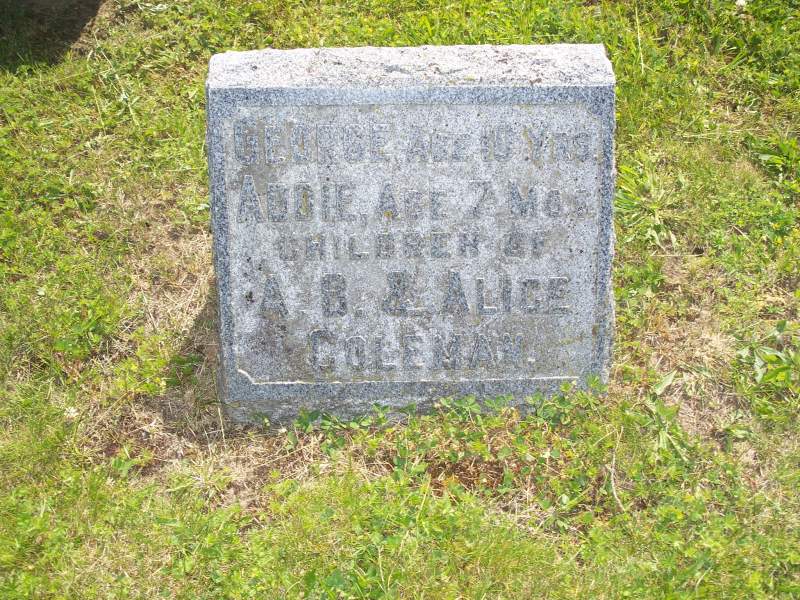 GEORGE, AGE 10 YRS.
ADDIE, AGE 7 MOS.
CHILDREN OF
A. B. & ALICE
COLEMAN.